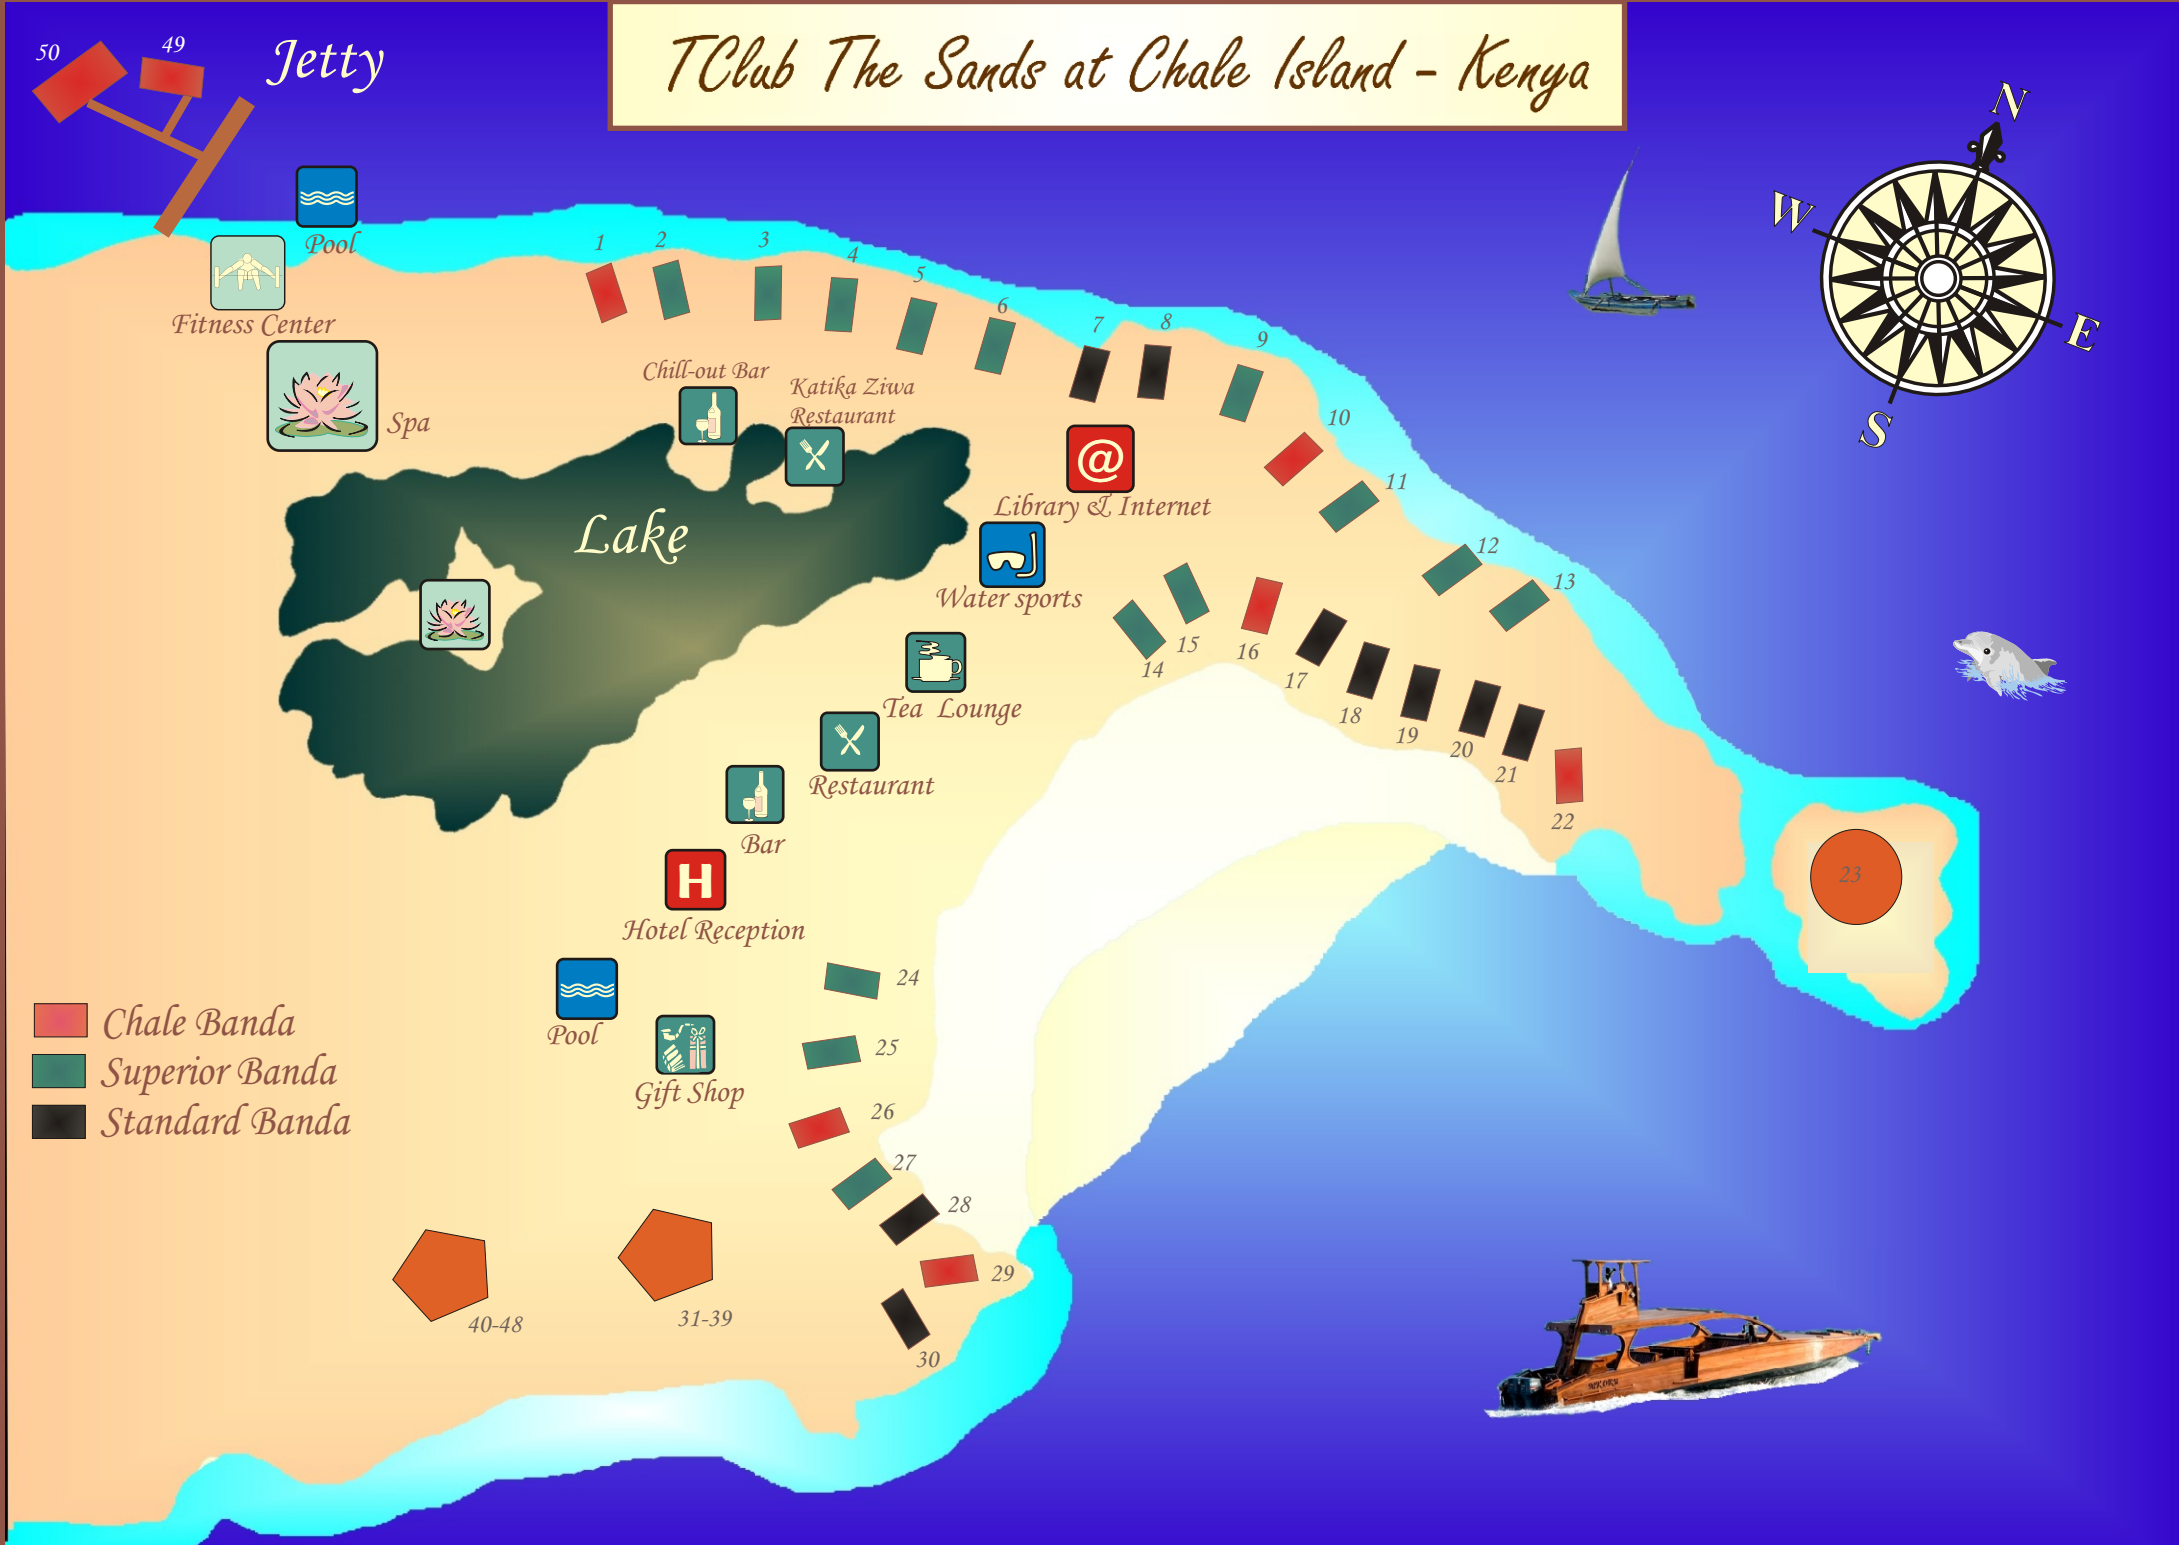 TClub The Sands at Chale Island - Kenya
50
49
Jetty
N
W
E
S
Pool
Fitness Center
Spa
1
2
3
4
5
6
7
8
9
10
11
12
13
Chill-out Bar
Katika Ziwa
Restaurant
@
Library & Internet
Lake
Water sports
14
15
16
17
18
19
20
21
22
23
Tea Lounge
Restaurant
Bar
H
Hotel Reception
Pool
Gift Shop
24
25
26
27
28
29
30
Chale Banda
Superior Banda
Standard Banda
40-48
31-39